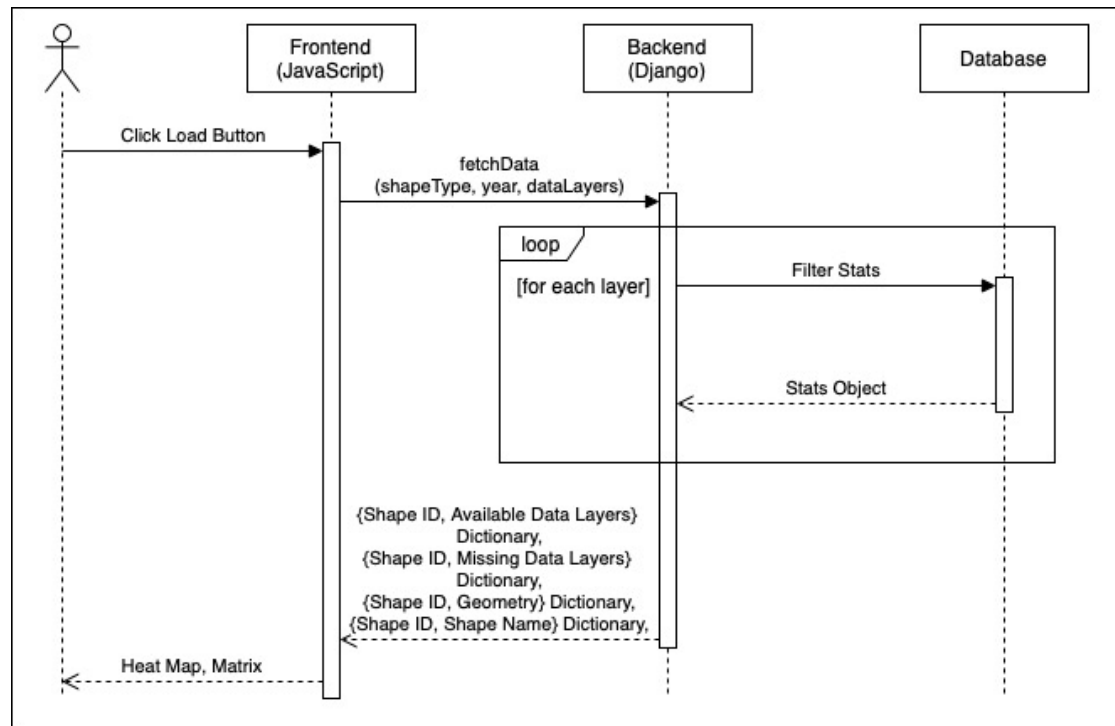 Frontend
(JavaScript)
Backend
(Django)
Database
Click Load Button
fetchData
(shapeType, year, dataLayers)
loop
[for each layer]
Filter Stats
Stats Object
{Shape ID, Available Data Layers}
Dictionary,
{Shape ID, Missing Data Layers}
Dictionary,
{Shape ID, Geometry} Dictionary,
{Shape ID, Shape Name} Dictionary,
Heat Map, Matrix